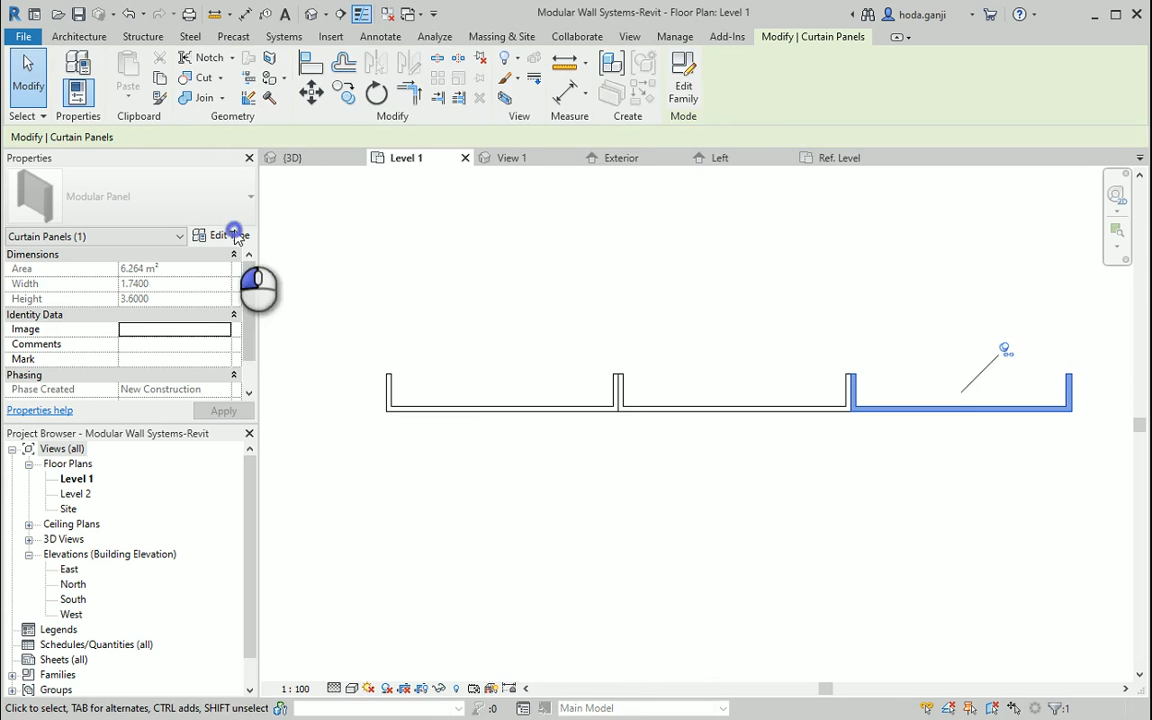 Modular Wall Systems-Revit - Floor Plan: Level 1
hoda.ganji
File Architecture Structure Steel Precast Systems Insert Annotate Analyze Massing & Site Collaborate View Manage Add-Ins Modify | Curtain Panels
Modify
Properties
Paste
Notch
Cut
Join
Edit
Family
Select Properties Clipboard Geometry Modify View Measure Create Mode
Modify | Curtain Panels
Properties
{3D} Level 1 View 1 Exterior Left Ref. Level
Modular Panel
Curtain Panels (1)
Edit
Dimensions
Area 6.264 m²
Width 1.7400
Height 3.6000
Identity Data
Image
Comments
Mark
Phasing
Phase Created New Construction
Properties help
Apply
Project Browser - Modular Wall Systems-Revit
Views (all)
Floor Plans
Level 1
Level 2
Site
Ceiling Plans
3D Views
Elevations (Building Elevation)
East
North
South
West
Legends
Schedules/Quantities (all)
Sheets (all)
Families
Groups
1 : 100
Click to select, TAB for alternates, CTRL adds, SHIFT unselect
:0
Main Model
:1
2D